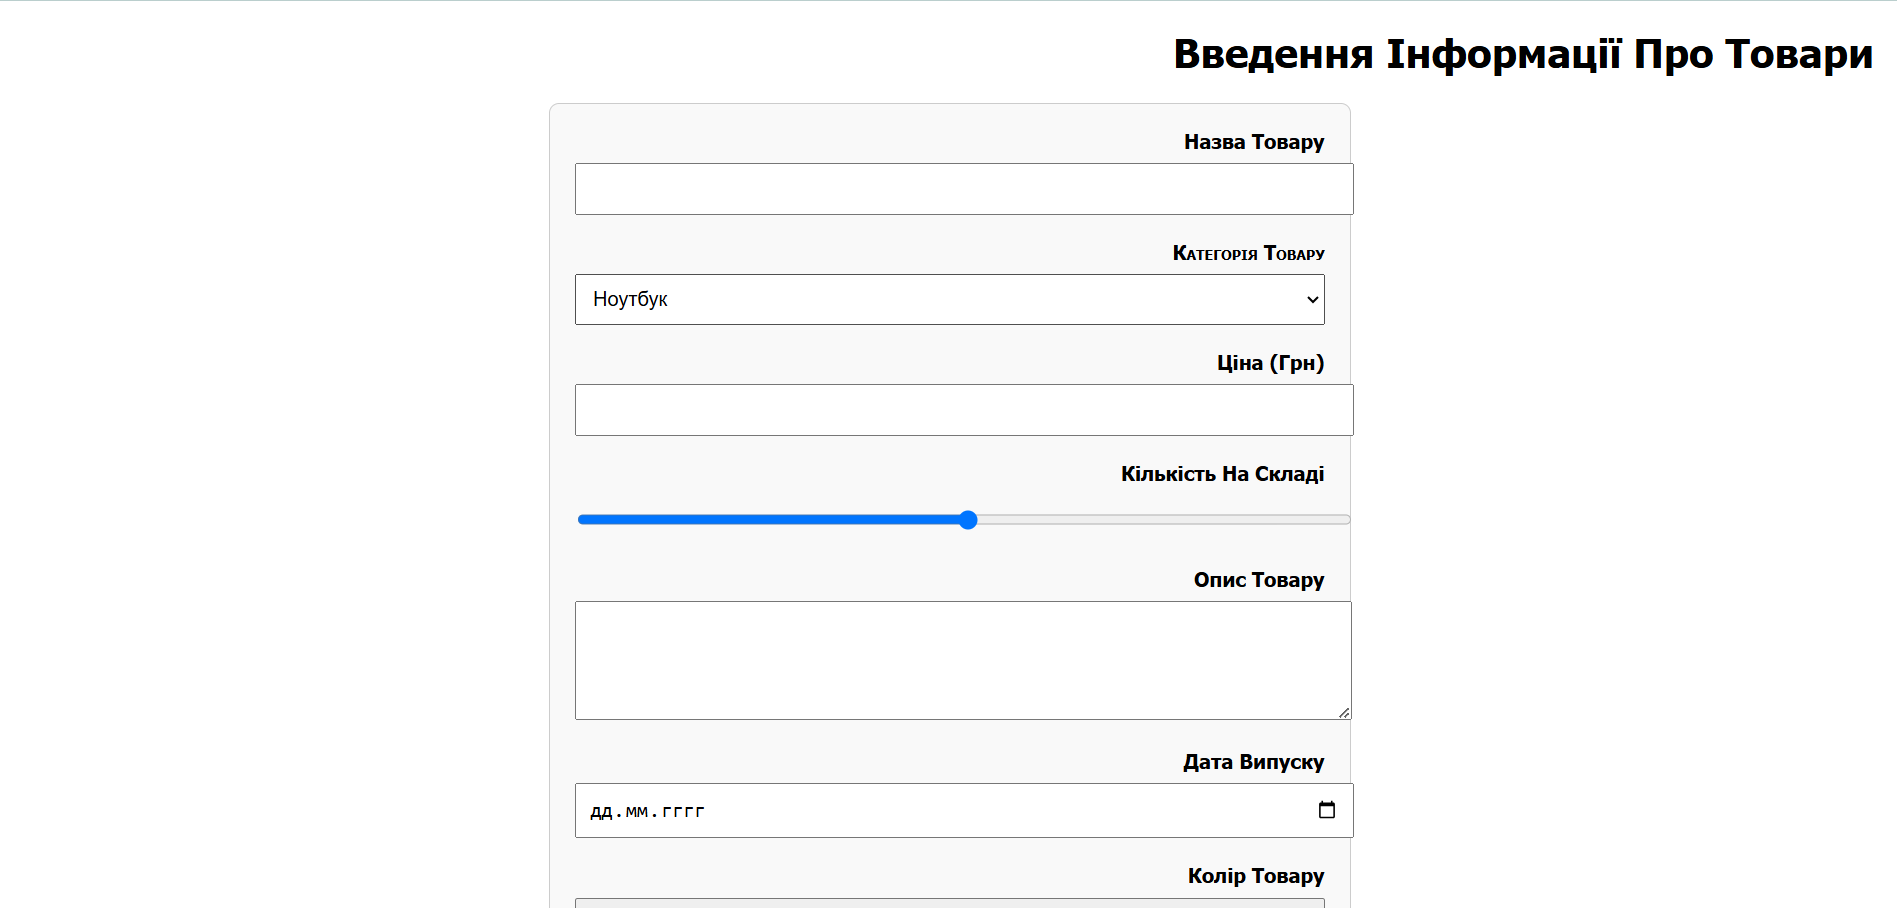 Введення Інформації Про Товари
Назва Товару
Категорія Товару
Ноутбук
Ціна (Грн)
Кількість На Складі
Опис Товару
Дата Випуску
дд.мм.гггг
Колір Товару